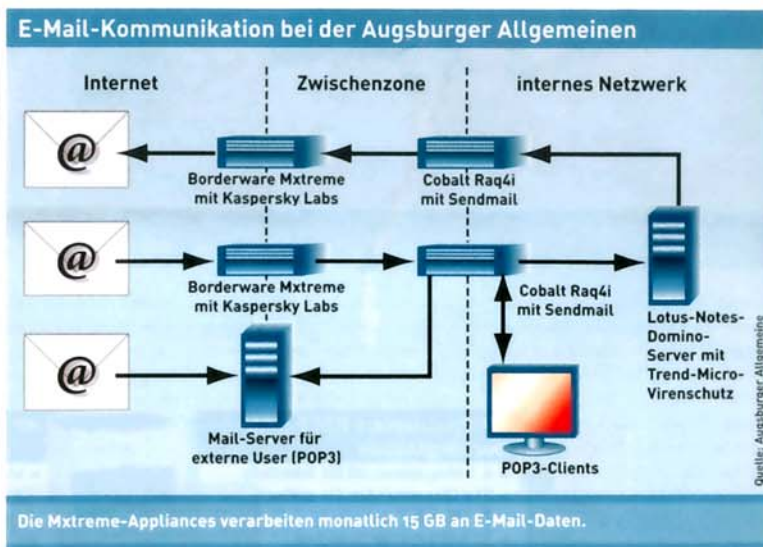 E-Mail-Kommunikation bei der Augsburger Allgemeinen
Internet
Zwischenzone
internes Netzwerk
@
Borderware Mxtreme
mit Kaspersky Labs
Cobalt Raq4i
mit Sendmail
@
Borderware Mxtreme
mit Kaspersky Labs
Cobalt Raq4i
mit Sendmail
Lotus-Notes-
Domino-
Server mit
Trend-Micro-
Virenschutz
@
Mail-Server für
externe User (POP3)
POP3-Clients
Quelle: Augsburger Allgemeine
Die Mxtreme-Appliances verarbeiten monatlich 15 GB an E-Mail-Daten.